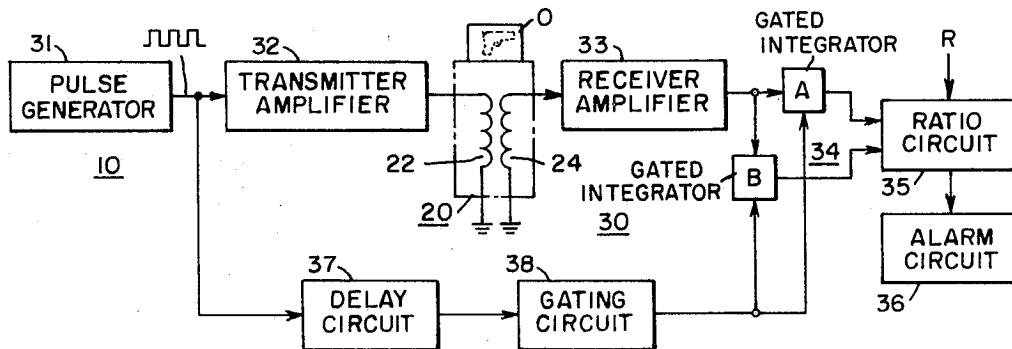 31
PULSE
GENERATOR
10
32
TRANSMITTER
AMPLIFIER
O
22
24
20
33
RECEIVER
AMPLIFIER
30
GATED
INTEGRATOR
A
GATED
INTEGRATOR
B
34
R
RATIO
CIRCUIT
35
ALARM
CIRCUIT
36
37
DELAY
CIRCUIT
38
GATING
CIRCUIT